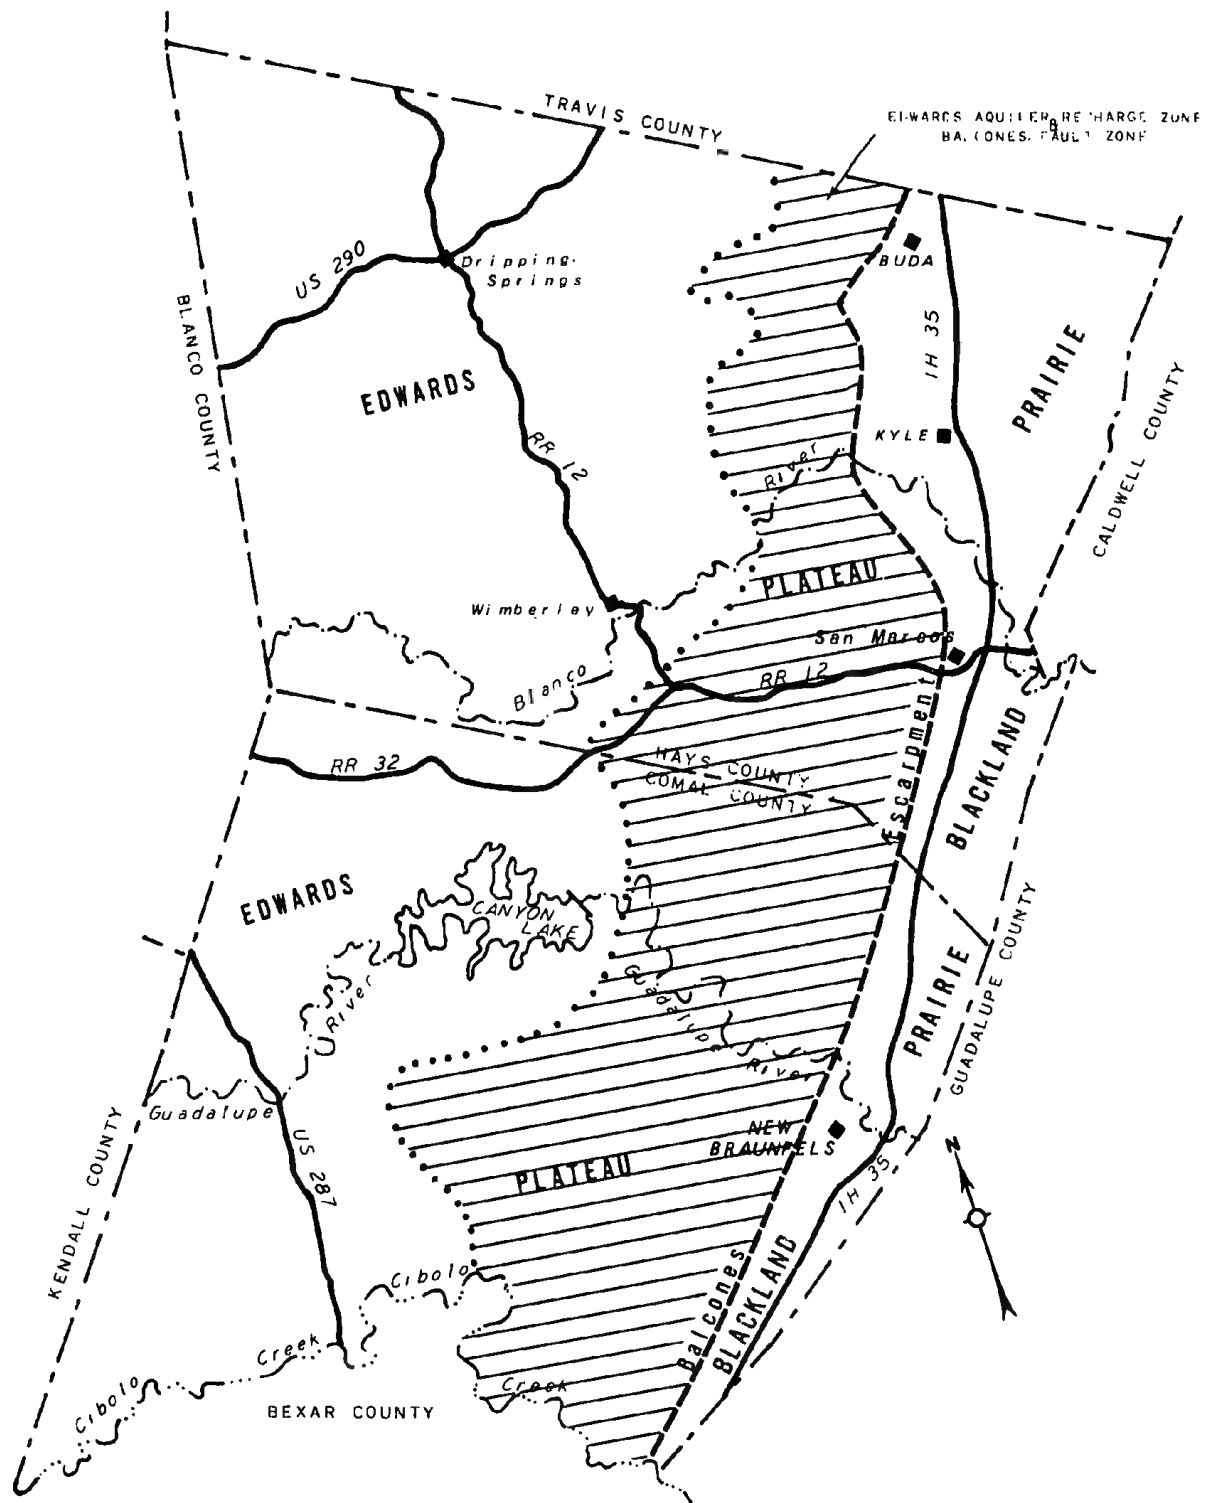 TRAVIS COUNTY
EDWARDS AQUIFER RECHARGE ZONE
&
BALCONES FAULT ZONE
US 290
Dripping
Springs
BUDA
BLANCO COUNTY
IH 35
PRAIRIE
EDWARDS
KYLE
RR 12
River
CALDWELL COUNTY
PLATEAU
Wimberley
San Marcos
Blanco
RR 12
Escarpment
BLACKLAND
RR 32
HAYS COUNTY
COMAL COUNTY
EDWARDS
CANYON
LAKE
GUADALUPE COUNTY
River
Guadalupe
River
PRAIRIE
Guadalupe
KENDALL COUNTY
US 287
NEW
BRAUNFELS
N
PLATEAU
IH 35
Balcones
BLACKLAND
Cibolo
Creek
Cibolo
Creek
BEXAR COUNTY